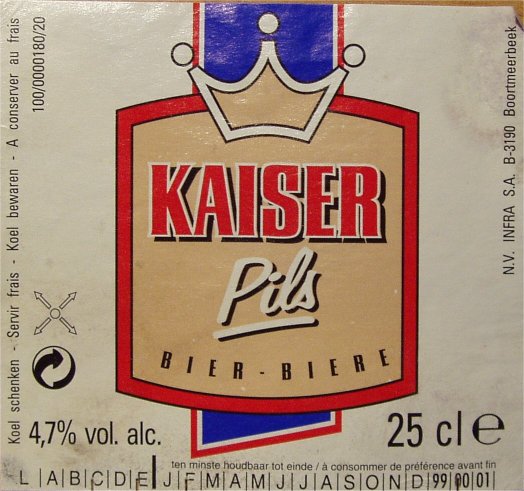 Koel schenken - Servir frais - Koel bewaren - A conserver au frais
100/0000180/20
KAISER
Pils
BIER - BIERE
N.V. INFRA S.A. B-3190 Boortmeerbeek
4,7% vol. alc.
25 cl e
ten minste houdbaar tot einde / à consommer de préférence avant fin
L |A|B|C|D|E|J|F|M|A|M|J|J|A|S|O|N|D|99|00|01|